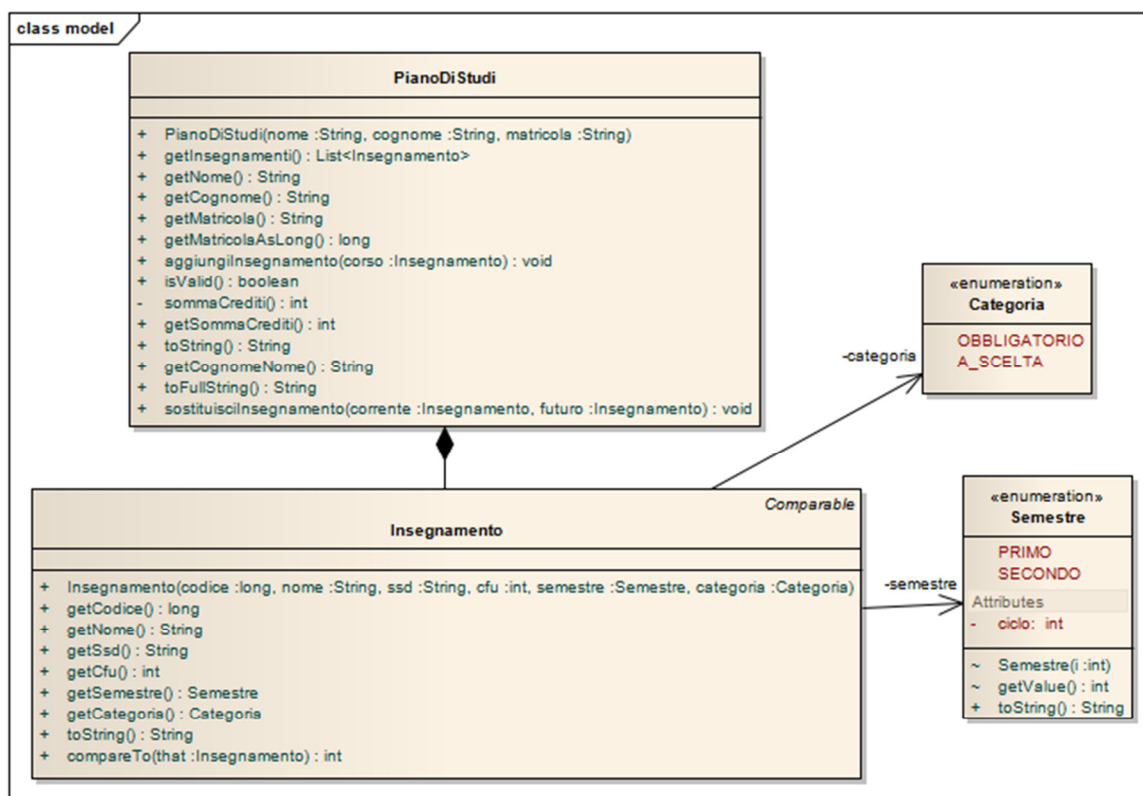 class model
PianoDiStudi
+ PianoDiStudi(nome :String, cognome :String, matricola :String)
+ getInsegnamenti() : List<Insegnamento>
+ getNome() : String
+ getCognome() : String
+ getMatricola() : String
+ getMatricolaAsLong() : long
+ aggiungiInsegnamento(corso :Insegnamento) : void
+ isValid() : boolean
- sommaCrediti() : int
+ getSommaCrediti() : int
+ toString() : String
+ getCognomeNome() : String
+ toFullString() : String
+ sostituisciInsegnamento(corrente :Insegnamento, futuro :Insegnamento) : void
«enumeration»
Categoria
OBBLIGATORIO
A_SCELTA
-categoria
Comparable
Insegnamento
+ Insegnamento(codice :long, nome :String, ssd :String, cfu :int, semestre :Semestre, categoria :Categoria)
+ getCodice() : long
+ getNome() : String
+ getSsd() : String
+ getCfu() : int
+ getSemestre() : Semestre
+ getCategoria() : Categoria
+ toString() : String
+ compareTo(that :Insegnamento) : int
-semestre
«enumeration»
Semestre
PRIMO
SECONDO
Attributes
- ciclo: int
~ Semestre(i :int)
~ getValue() : int
+ toString() : String